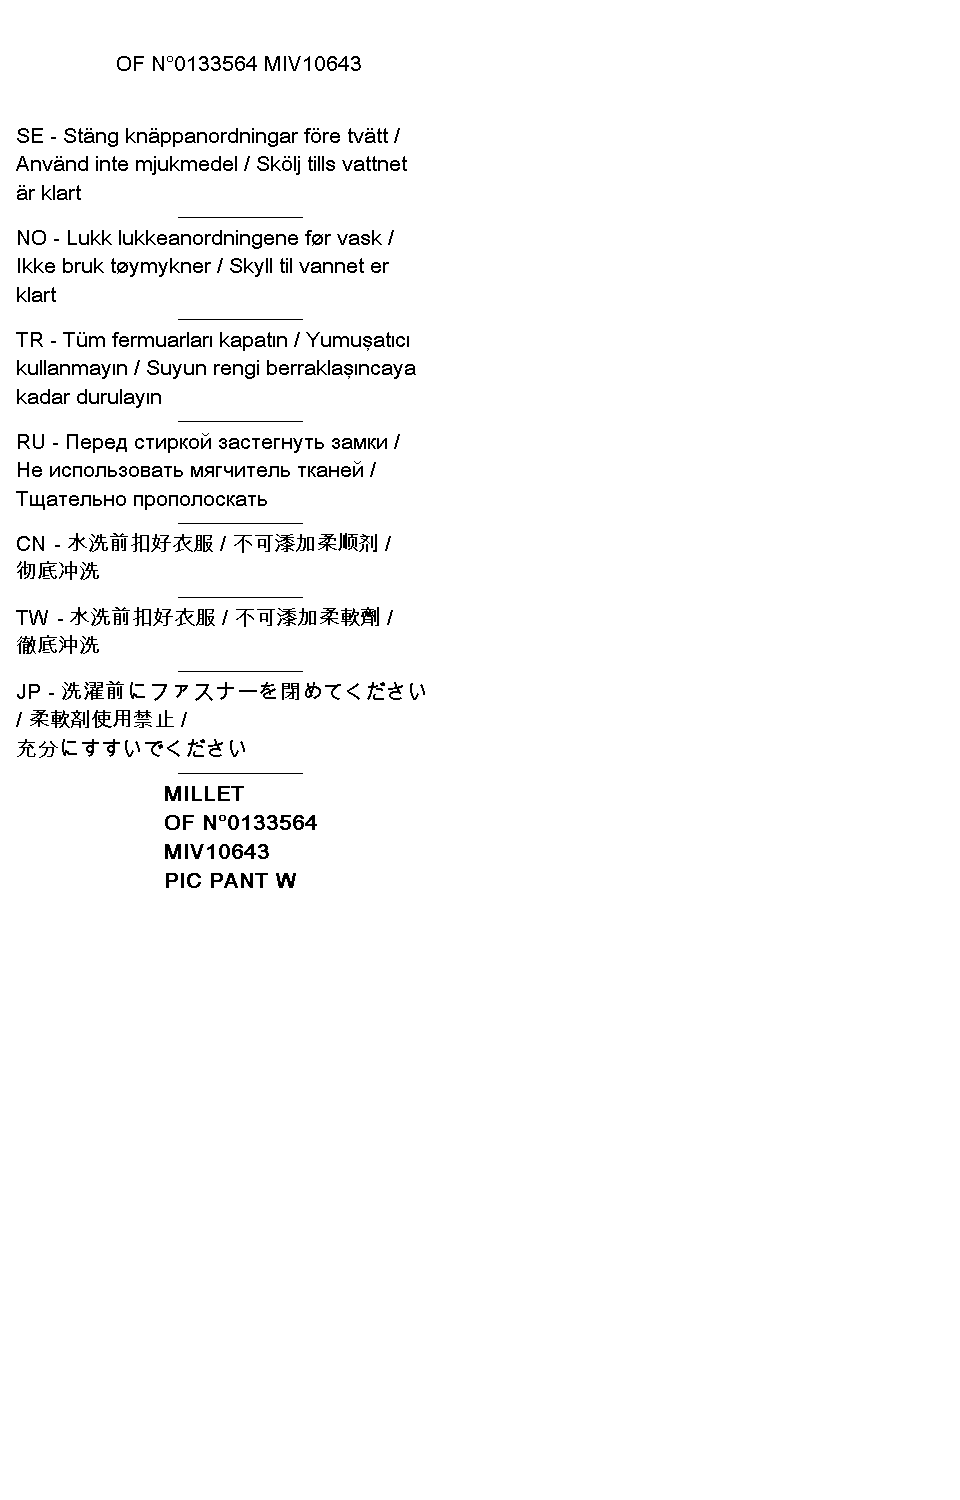 OF N°0133564 MIV10643
SE - Stäng knäppanordningar före tvätt /
Använd inte mjukmedel / Skölj tills vattnet
är klart
NO - Lukk lukkeanordningene før vask /
Ikke bruk tøymykner / Skyll til vannet er
klart
TR - Tüm fermuarları kapatın / Yumuşatıcı
kullanmayın / Suyun rengi berraklaşıncaya
kadar durulayın
RU - Перед стиркой застегнуть замки /
Не использовать мягчитель тканей /
Тщательно прополоскать
CN - 水洗前扣好衣服 / 不可漆加柔顺剂 /
彻底冲洗
TW - 水洗前扣好衣服 / 不可漆加柔軟劑 /
徹底沖洗
JP - 洗濯前にファスナーを閉めてください
/ 柔軟剤使用禁止 /
充分にすすいでください
MILLET
OF N°0133564
MIV10643
PIC PANT W